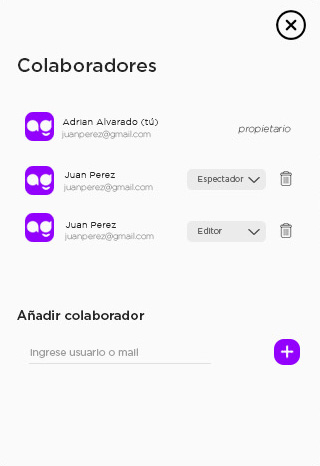 Colaboradores
Adrian Alvarado (tú)
juanperez@gmail.com
propietario
Juan Perez
juanperez@gmail.com
Espectador
Juan Perez
juanperez@gmail.com
Editor
Añadir colaborador
Ingrese usuario o mail